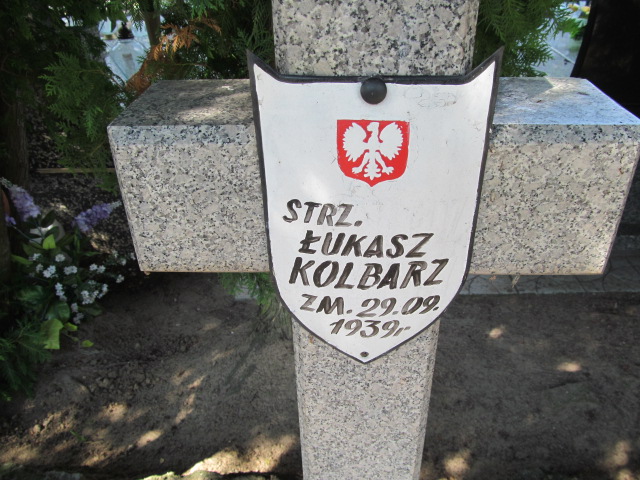 STRZ.
ŁUKASZ
KOLBARZ
ZM. 29.09.
1939r.